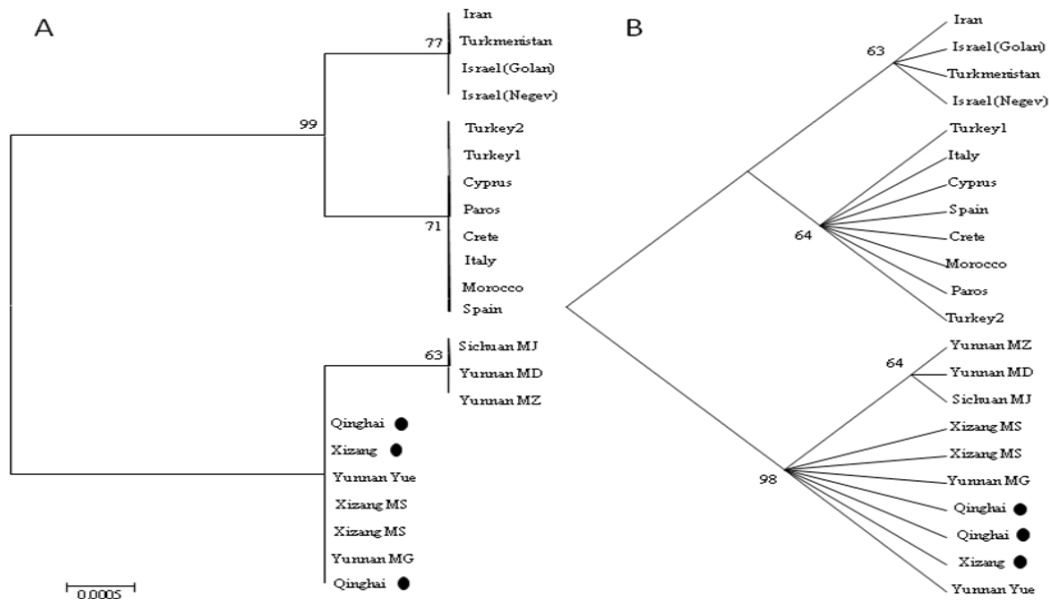 A
Iran
77
Turkmenistan
Israel (Golan)
Israel (Negev)
99
Turkey2
Turkey1
Cyprus
Paros
71
Crete
Italy
Morocco
Spain
Sichuan MJ
63
Yunnan MD
Yunnan MZ
Qinghai
Xizang
Yunnan Yue
Xizang MS
Xizang MS
Yunnan MG
Qinghai
0.0005
B
Iran
63
Israel (Golan)
Turkmenistan
Israel (Negev)
Turkey1
Italy
Cyprus
Spain
64
Crete
Morocco
Paros
Turkey2
Yunnan MZ
64
Yunnan MD
Sichuan MJ
Xizang MS
Xizang MS
98
Yunnan MG
Qinghai
Qinghai
Xizang
Yunnan Yue